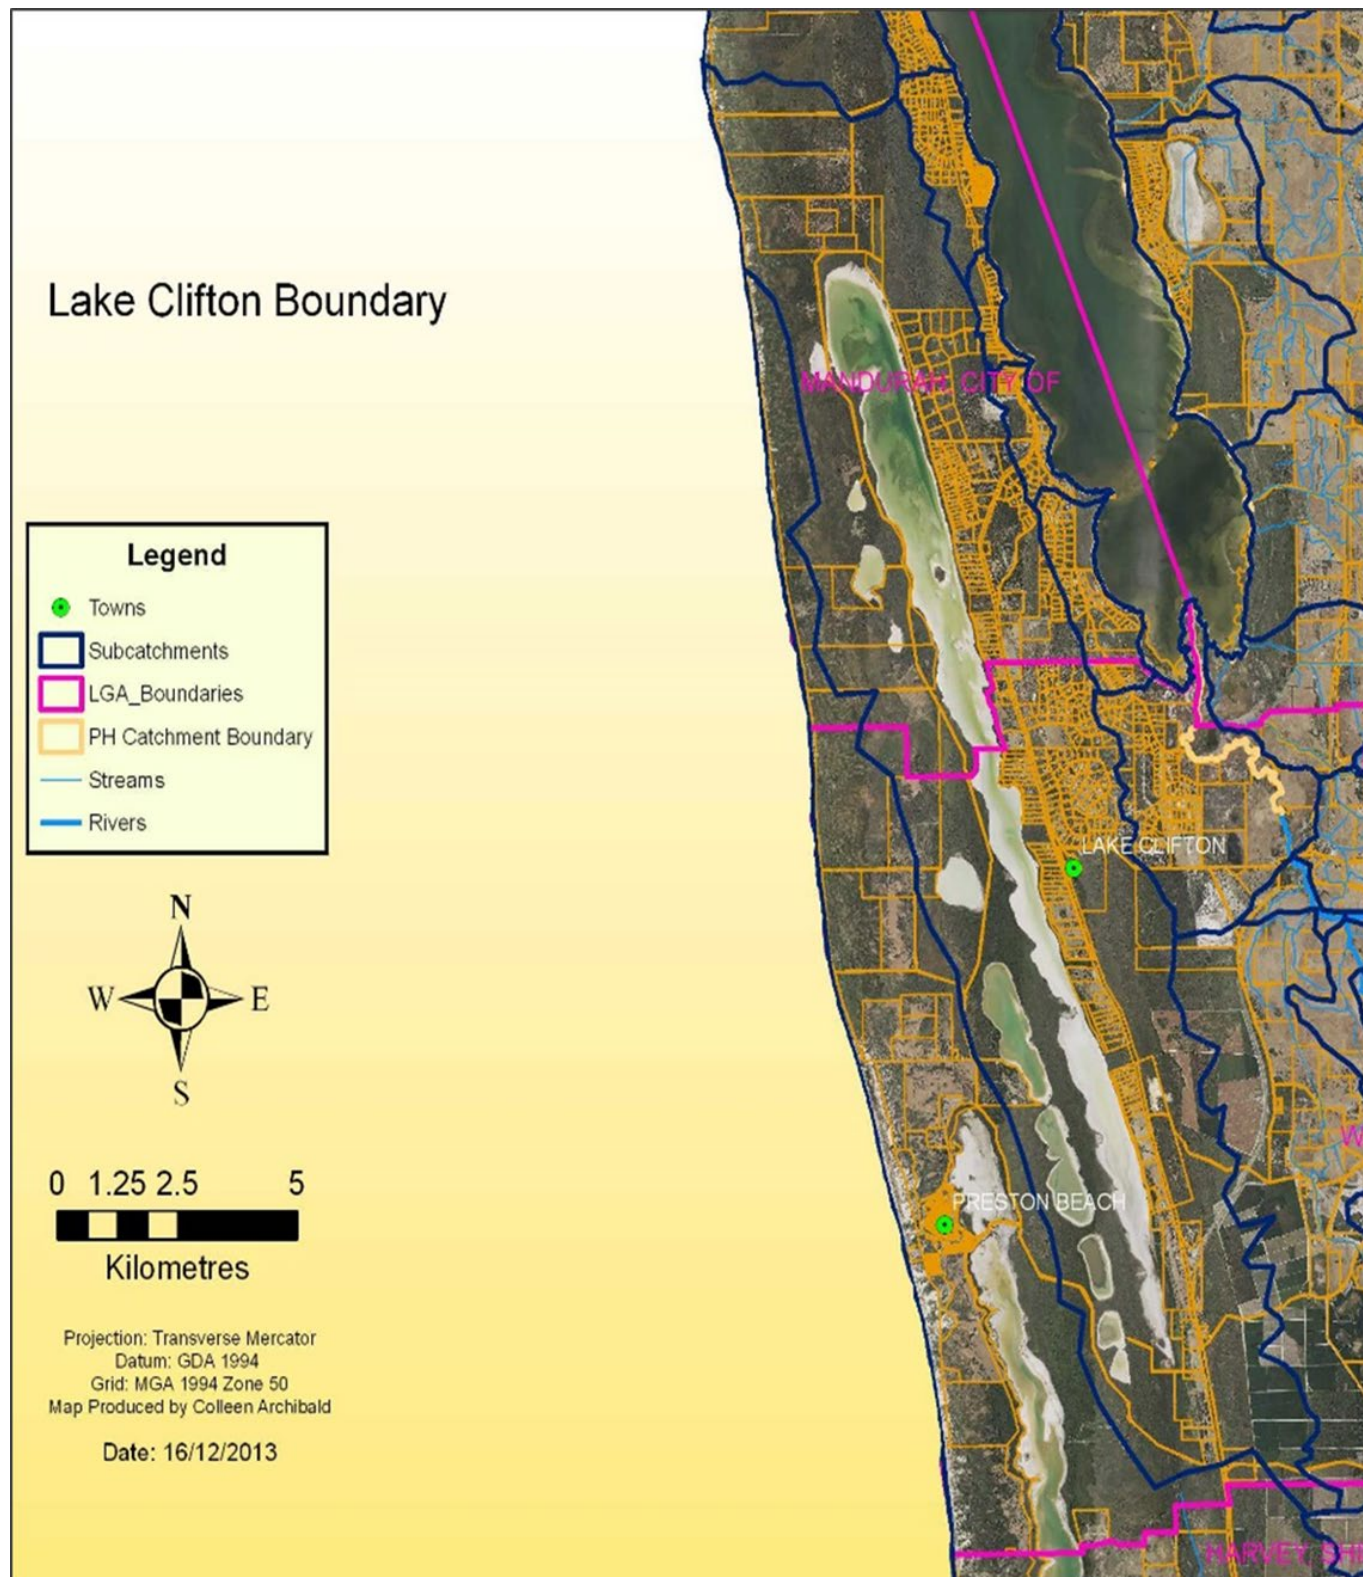 Lake Clifton Boundary
MANDURAH, CITY OF
Legend
Towns
Subcatchments
LGA_Boundaries
PH Catchment Boundary
Streams
Rivers
LAKE CLIFTON
N
W E
S
W
PRESTON BEACH
0 1.25 2.5 5
Kilometres
Projection: Transverse Mercator
Datum: GDA 1994
Grid: MGA 1994 Zone 50
Map Produced by Colleen Archibald
Date: 16/12/2013
HARVEY, SHI